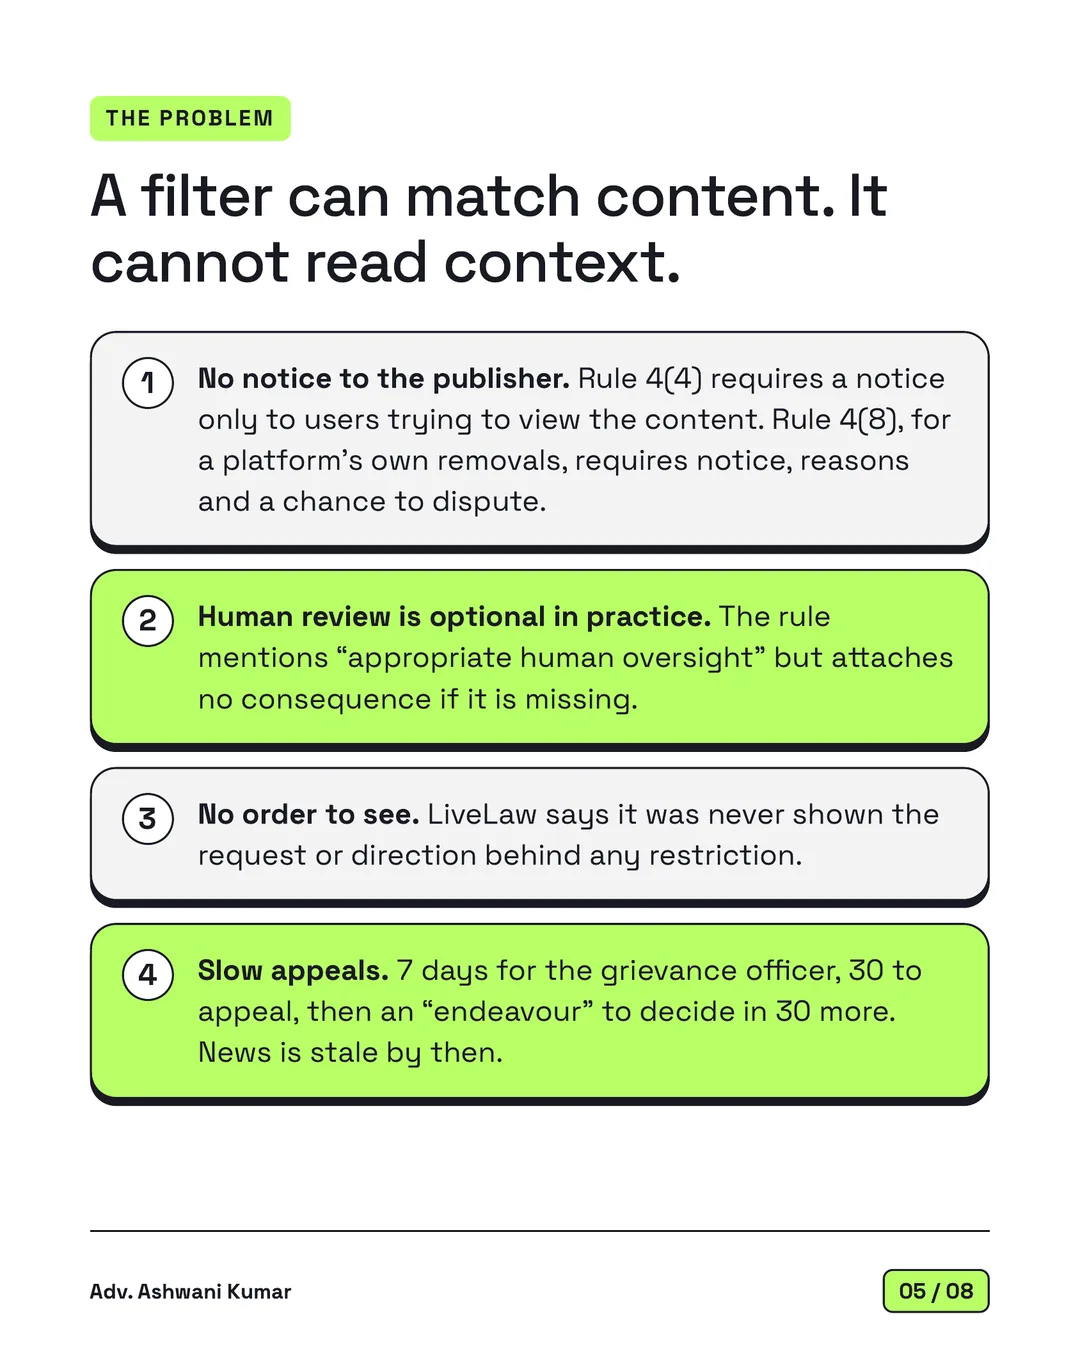 THE PROBLEM
A filter can match content. It
cannot read context.
1
No notice to the publisher. Rule 4(4) requires a notice
only to users trying to view the content. Rule 4(8), for
a platform’s own removals, requires notice, reasons
and a chance to dispute.
2
Human review is optional in practice. The rule
mentions “appropriate human oversight” but attaches
no consequence if it is missing.
3
No order to see. LiveLaw says it was never shown the
request or direction behind any restriction.
4
Slow appeals. 7 days for the grievance officer, 30 to
appeal, then an “endeavour” to decide in 30 more.
News is stale by then.
Adv. Ashwani Kumar
05 / 08